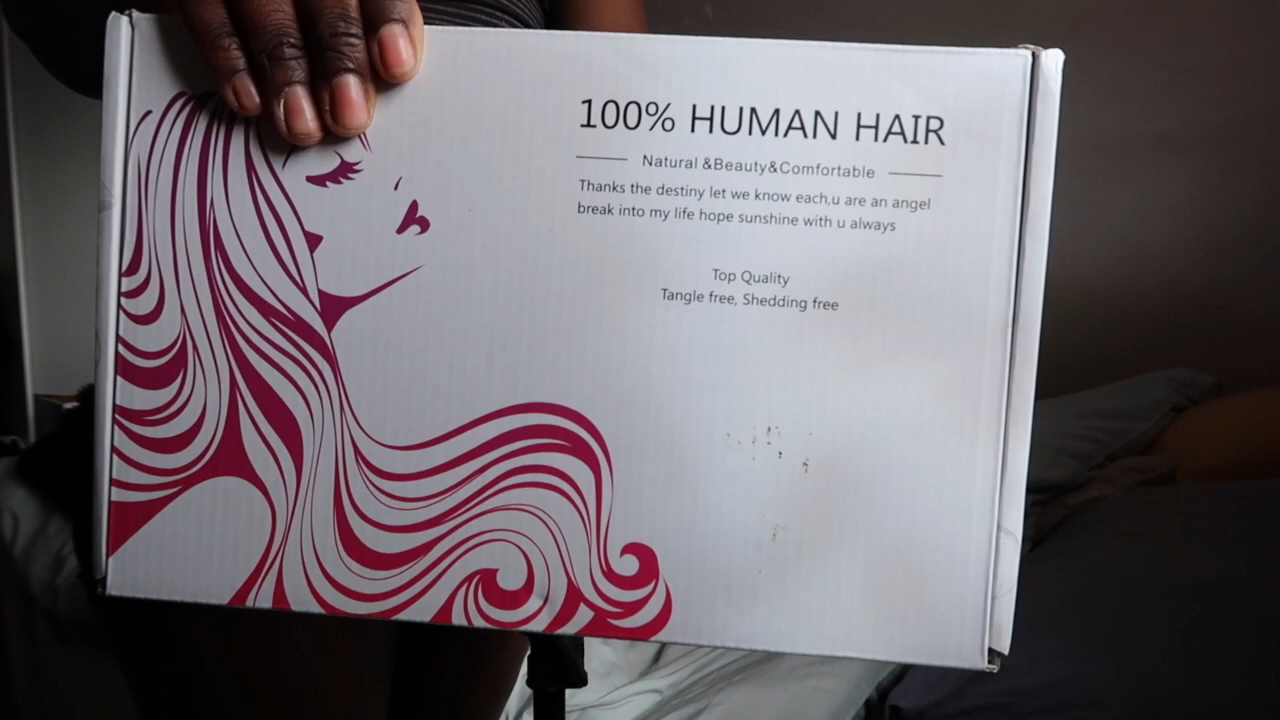 100% HUMAN HAIR
Natural &Beauty&Comfortable
Thanks the destiny let we know each,u are an angel
break into my life hope sunshine with u always
Top Quality
Tangle free, Shedding free